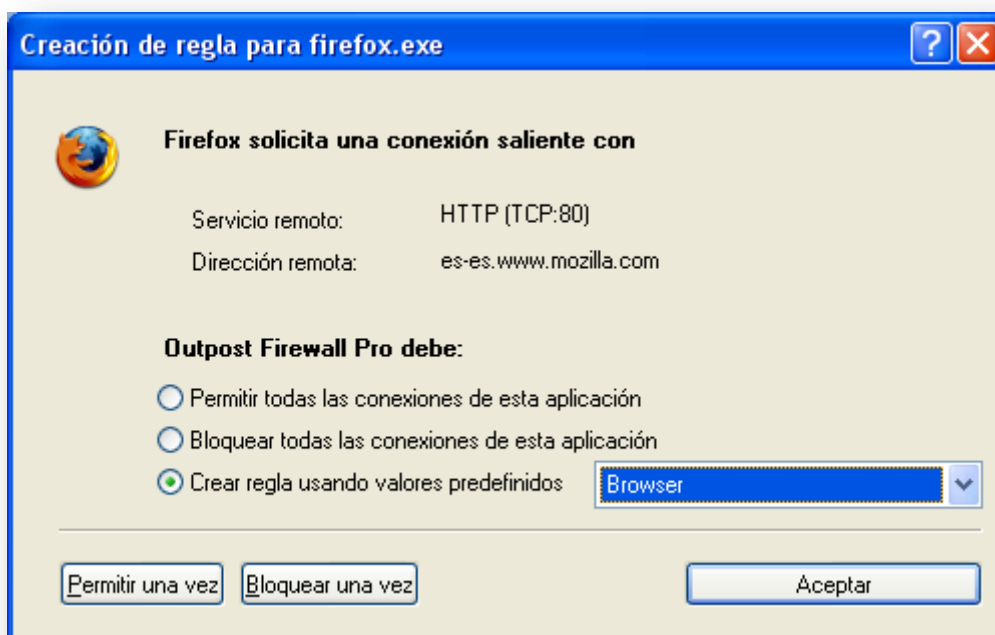 Creación de regla para firefox.exe
Firefox solicita una conexión saliente con
Servicio remoto: HTTP (TCP:80)
Dirección remota: es-es.www.mozilla.com
Outpost Firewall Pro debe:
Permitir todas las conexiones de esta aplicación
Bloquear todas las conexiones de esta aplicación
Crear regla usando valores predefinidos Browser
Permitir una vez Bloquear una vez Aceptar